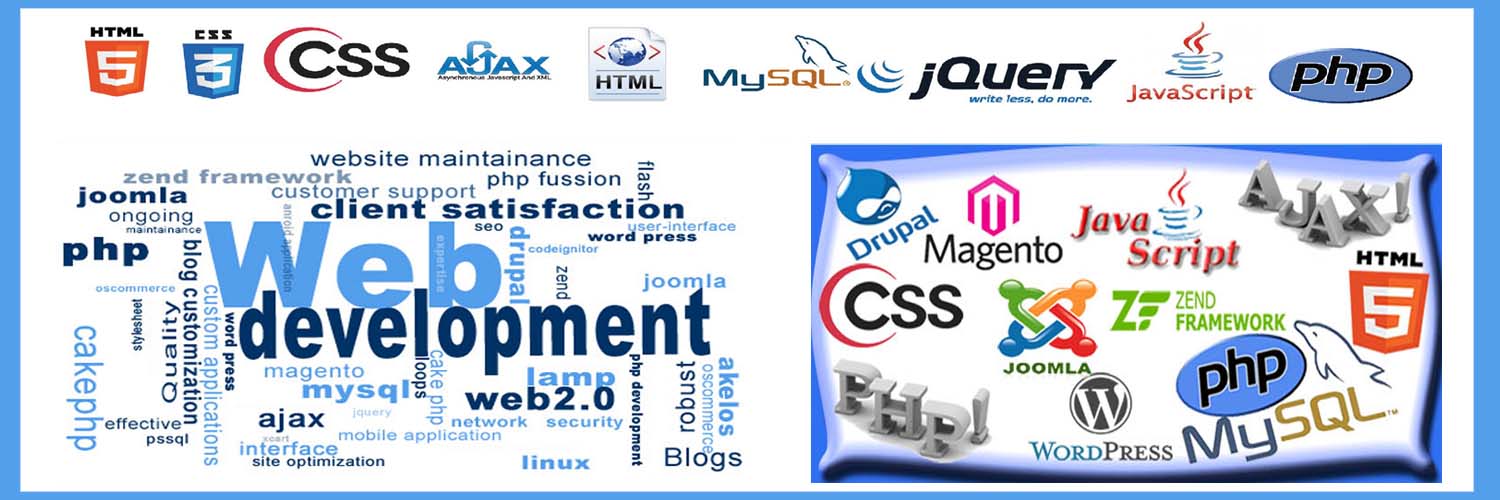 HTML
5
CSS
3
CSS
AJAX
Asynchronous Javascript And XML
< >
HTML
MySQL®
jQuery
write less, do more.
JavaScript
php
website maintainance
zend framework
php fussion
flash
joomla
customer support
ongoing
anroid application
client satisfaction
maintainance
seo
user-interface
php
blog customization
Web
expertise
drupal
word press
codeignitor
zend
joomla
oscommerce
stylesheet
Quality
custom applications
word press
development
cakephp
magento
loops
cake php
lamp
php development
robust
oscommerce
akelos
mysql
web2.0
effective
ajax
jquery
network security
pssql
xcart
mobile application
interface
site optimization
linux
Blogs
Drupal
Magento
Java
Script
AJAX!
HTML
5
CSS
JOOMLA
ZF ZEND
FRAMEWORK
PHP!
W
WORDPRESS
php
MySQL™